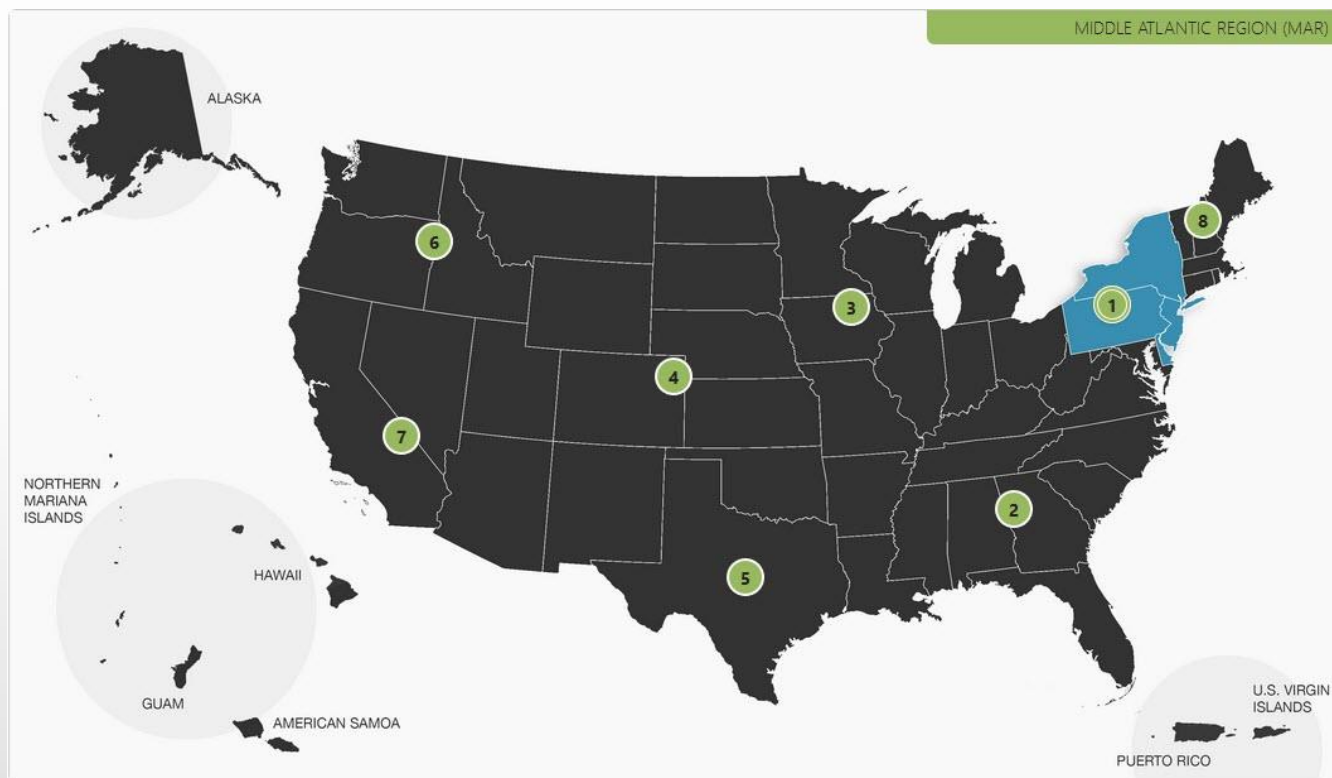 MIDDLE ATLANTIC REGION (MAR)
ALASKA
8
6
1
3
4
7
NORTHERN
MARIANA
ISLANDS
2
HAWAII
5
GUAM
AMERICAN SAMOA
U.S. VIRGIN
ISLANDS
PUERTO RICO